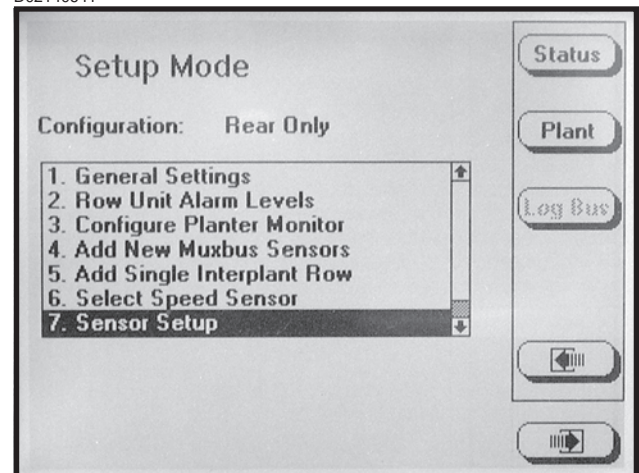 Setup Mode
Status
Configuration: Rear Only
Plant
1. General Settings
2. Row Unit Alarm Levels
3. Configure Planter Monitor
4. Add New Muxbus Sensors
5. Add Single Interplant Row
6. Select Speed Sensor
7. Sensor Setup
Log Bus